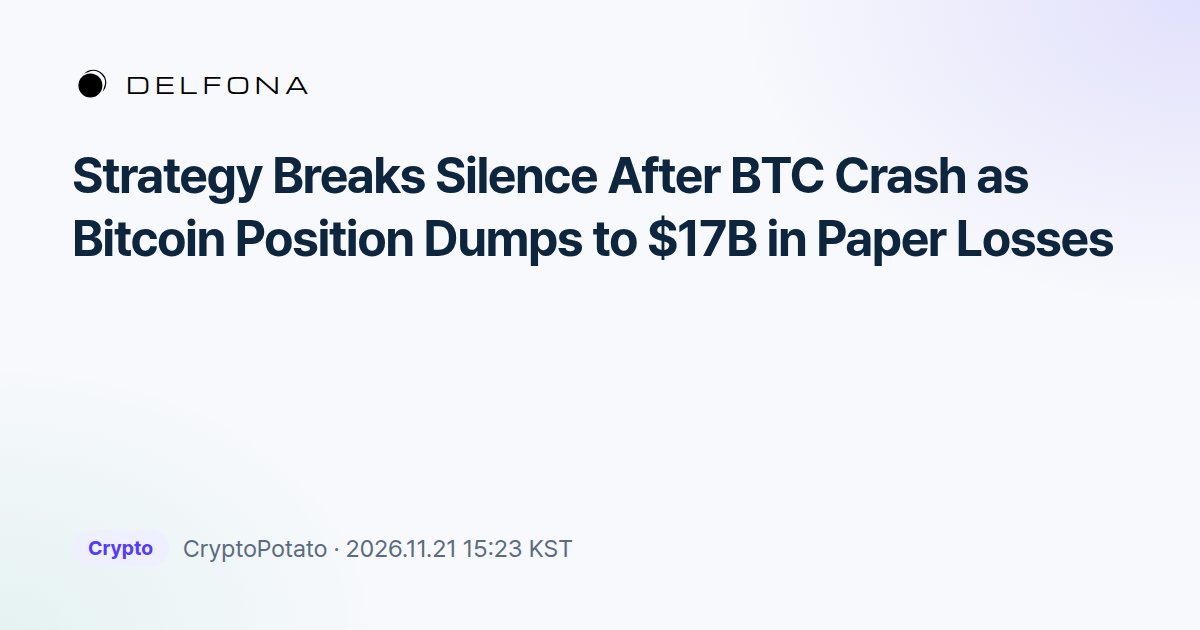 DELFONA
Strategy Breaks Silence After BTC Crash as
Bitcoin Position Dumps to $17B in Paper Losses
Crypto CryptoPotato · 2026.11.21 15:23 KST